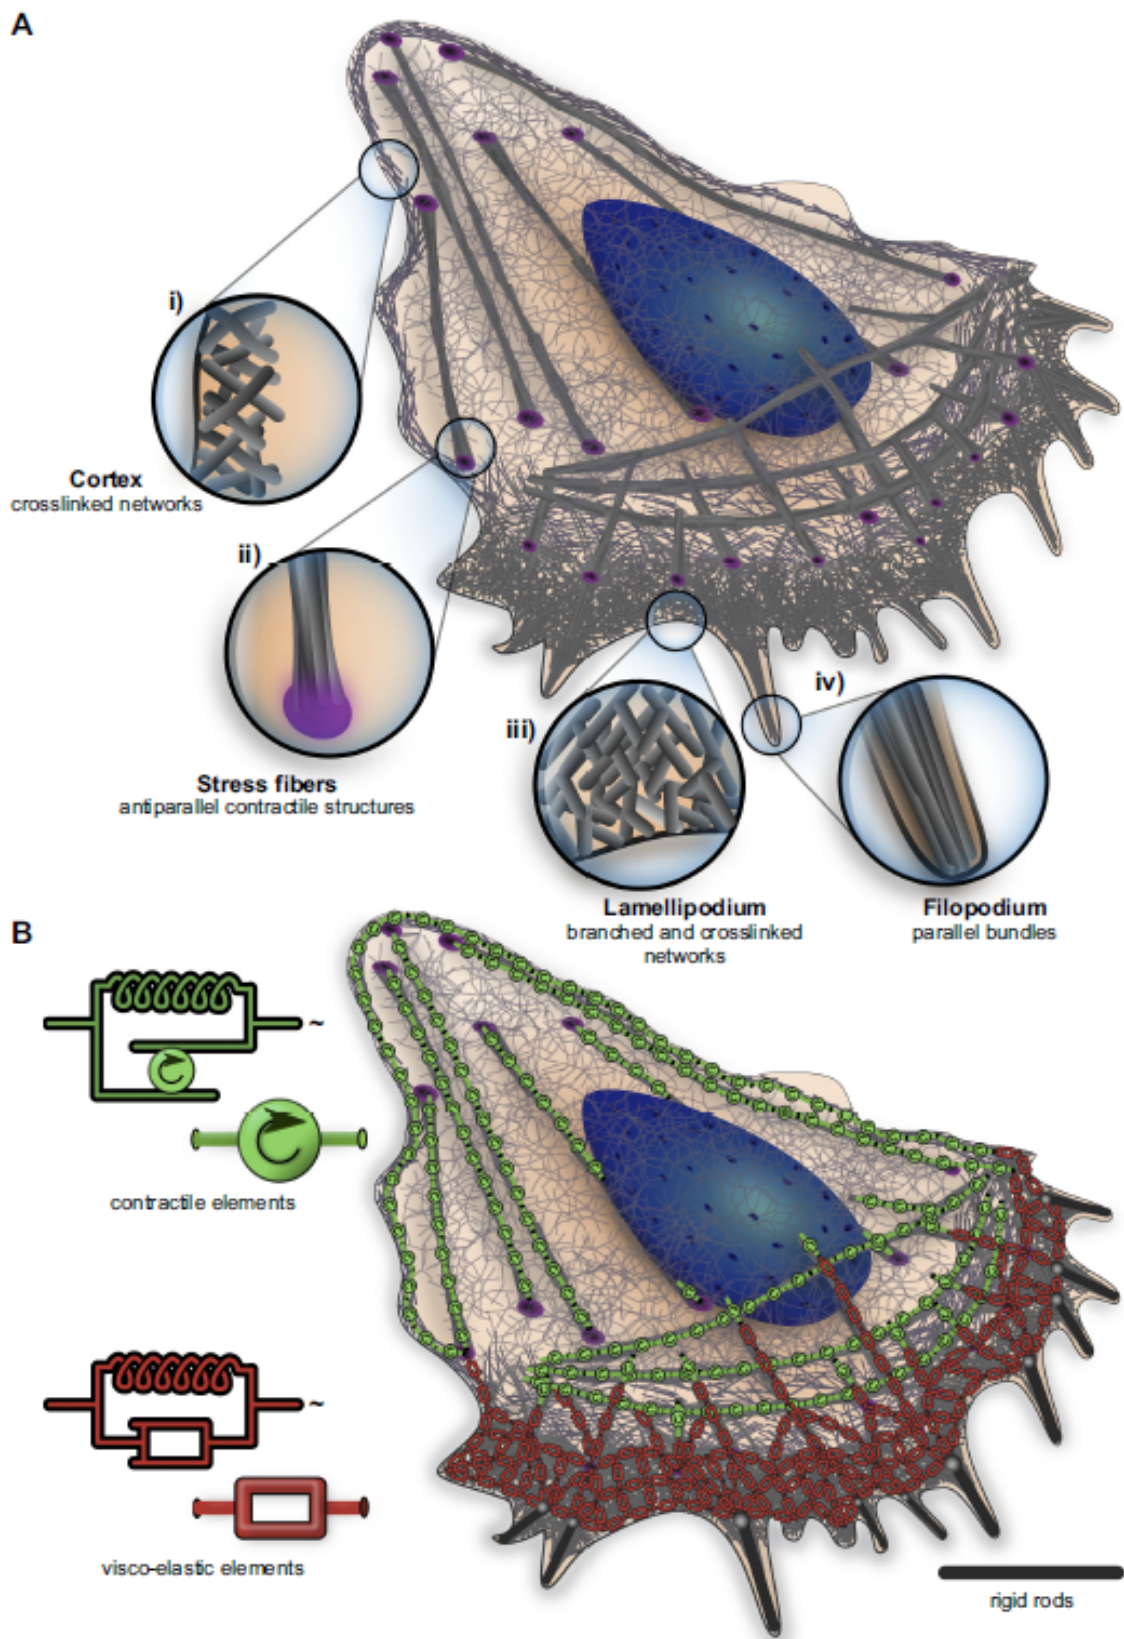 A
i)
Cortex
crosslinked networks
ii)
Stress fibers
antiparallel contractile structures
iii)
Lamellipodium
branched and crosslinked
networks
iv)
Filopodium
parallel bundles
B
~
contractile elements
~
visco-elastic elements
rigid rods